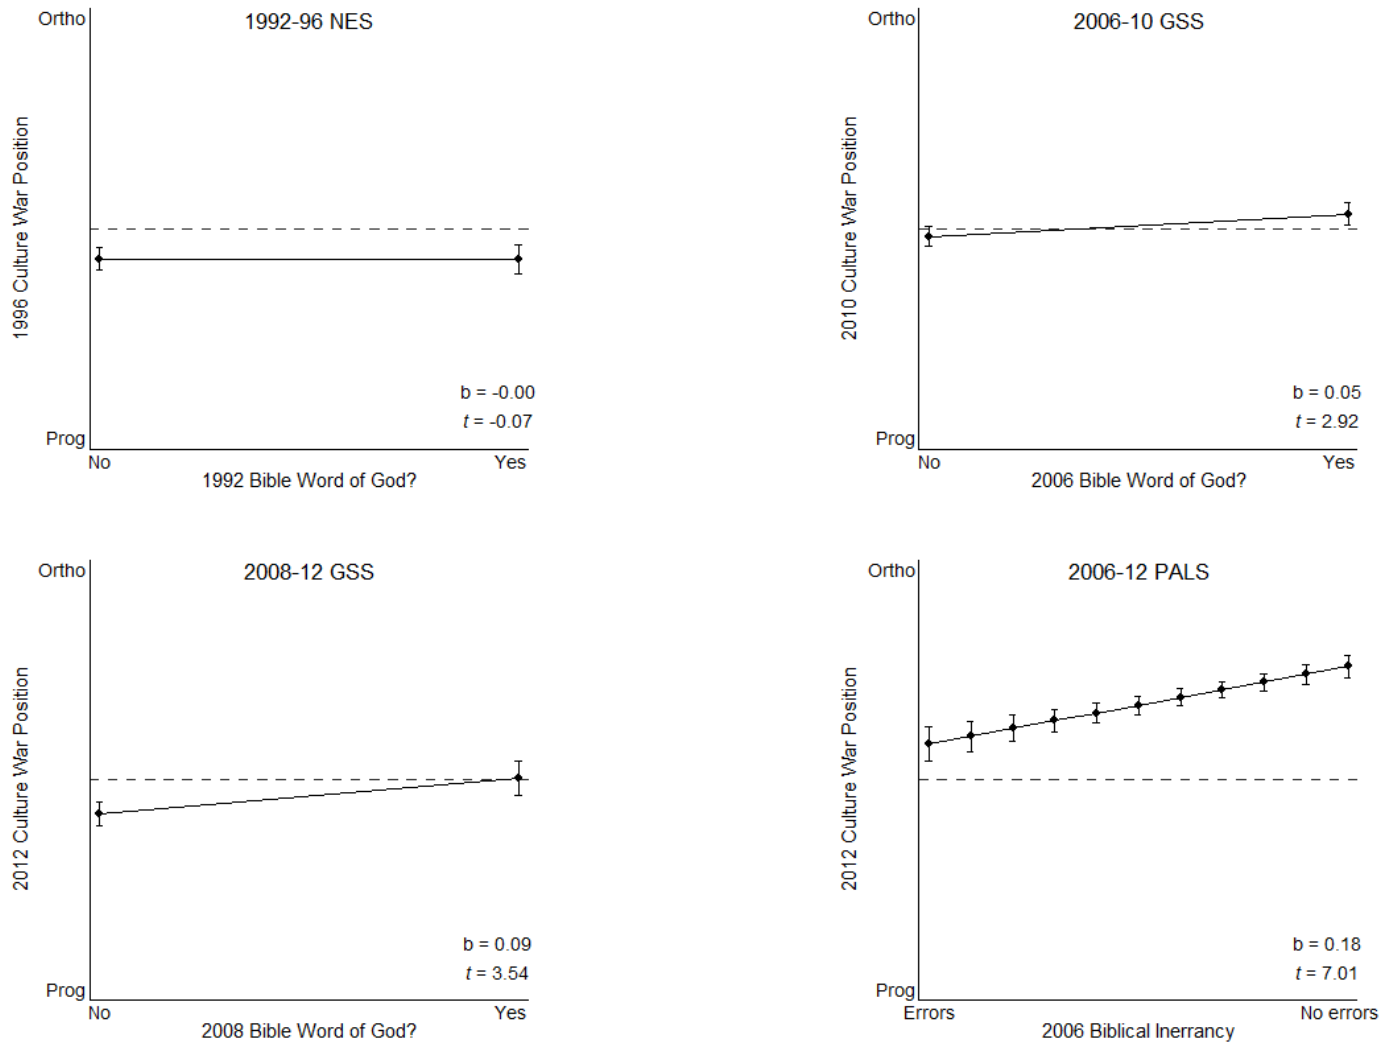 Ortho
1992-96 NES
1996 Culture War Position
b = -0.00
t = -0.07
Prog
No
Yes
1992 Bible Word of God?
Ortho
2006-10 GSS
2010 Culture War Position
b = 0.05
t = 2.92
Prog
No
Yes
2006 Bible Word of God?
Ortho
2008-12 GSS
2012 Culture War Position
b = 0.09
t = 3.54
Prog
No
Yes
2008 Bible Word of God?
Ortho
2006-12 PALS
2012 Culture War Position
b = 0.18
t = 7.01
Prog
Errors
No errors
2006 Biblical Inerrancy